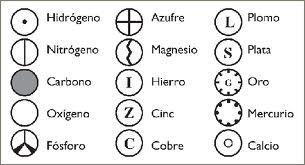 Hidrógeno Azufre L Plomo
Nitrógeno Magnesio S Plata
Carbono I Hierro G Oro
Oxígeno Z Cinc Mercurio
Fósforo C Cobre Calcio